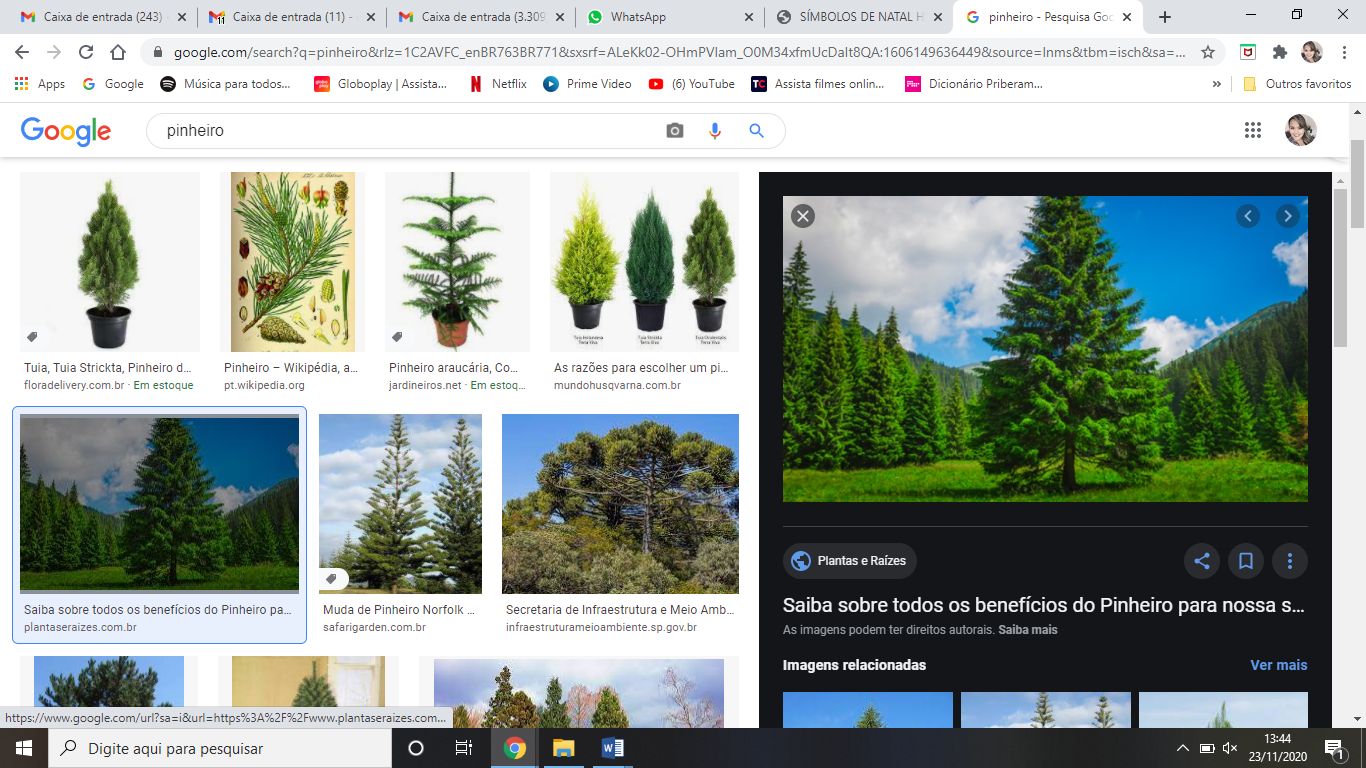 Caixa de entrada (243) -
11
Caixa de entrada (11) -
Caixa de entrada (3.309
WhatsApp
SÍMBOLOS DE NATAL H
pinheiro - Pesquisa Goo
google.com/search?q=pinheiro&rlz=1C2AVFC_enBR763BR771&sxsrf=ALeKk02-OHmPVIam_O0M34xfmUcDaIt8QA:1606149636449&source=lnms&tbm=isch&sa=...
Apps
Google
Música para todos...
Globoplay | Assista...
Netflix
Prime Video
(6) YouTube
TC
Assista filmes onlin...
Dicionário Priberam...
»
Outros favoritos
Google
pinheiro
Tuia, Tuia Strickta, Pinheiro d...
floradelivery.com.br · Em estoque
Pinheiro – Wikipédia, a...
pt.wikipedia.org
Pinheiro araucária, Co...
jardineiros.net · Em estoq...
As razões para escolher um pi...
mundohusqvarna.com.br
Saiba sobre todos os benefícios do Pinheiro pa...
plantaseraizes.com.br
Muda de Pinheiro Norfolk ...
safarigarden.com.br
Secretaria de Infraestrutura e Meio Amb...
infraestruturameioambiente.sp.gov.br
Plantas e Raízes
Saiba sobre todos os benefícios do Pinheiro para nossa s...
As imagens podem ter direitos autorais. Saiba mais
Imagens relacionadas
Ver mais
https://www.google.com/url?sa=i&url=https%3A%2F%2Fwww.plantaseraizes.com...
Digite aqui para pesquisar
13:44
23/11/2020
1